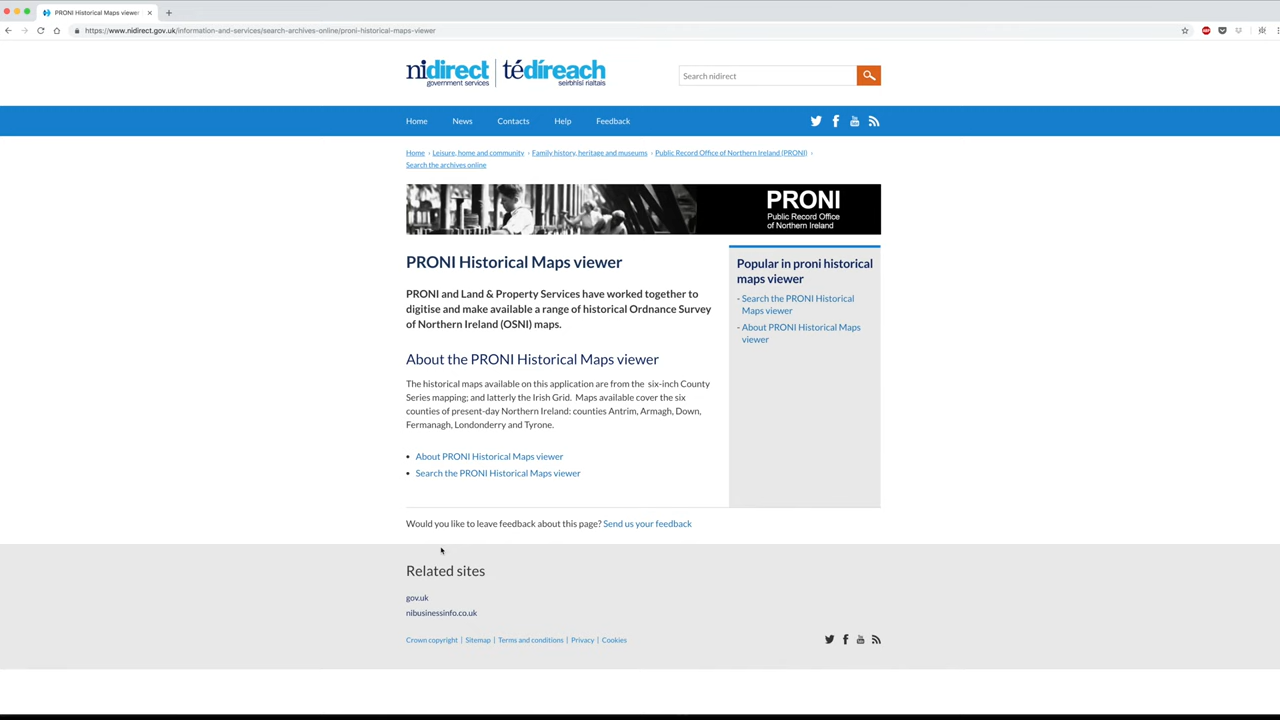 PRONI Historical Maps viewer
https://www.nidirect.gov.uk/information-and-services/search-archives-online/proni-historical-maps-viewer
nidirect
government services
tédíreach
seirbhísí rialtais
Search nidirect
Home News Contacts Help Feedback
Home › Leisure, home and community › Family history, heritage and museums › Public Record Office of Northern Ireland (PRONI) ›
Search the archives online
PRONI
Public Record Office
of Northern Ireland
PRONI Historical Maps viewer
PRONI and Land & Property Services have worked together to
digitise and make available a range of historical Ordnance Survey
of Northern Ireland (OSNI) maps.
About the PRONI Historical Maps viewer
The historical maps available on this application are from the six-inch County
Series mapping; and latterly the Irish Grid. Maps available cover the six
counties of present-day Northern Ireland: counties Antrim, Armagh, Down,
Fermanagh, Londonderry and Tyrone.
• About PRONI Historical Maps viewer
• Search the PRONI Historical Maps viewer
Popular in proni historical
maps viewer
- Search the PRONI Historical
Maps viewer
- About PRONI Historical Maps
viewer
Would you like to leave feedback about this page? Send us your feedback
Related sites
gov.uk
nibusinessinfo.co.uk
Crown copyright | Sitemap | Terms and conditions | Privacy | Cookies